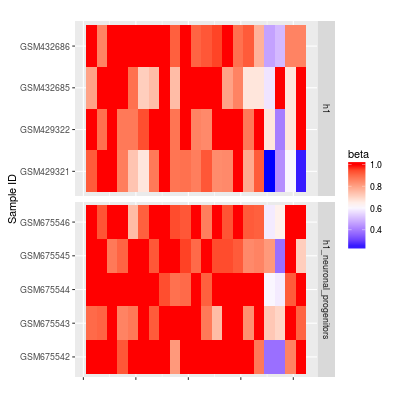 GSM432686
GSM432685
GSM429322
GSM429321
h1
GSM675546
GSM675545
GSM675544
GSM675543
GSM675542
h1_neuronal_progenitors
Sample ID
beta
1.0
0.8
0.6
0.4